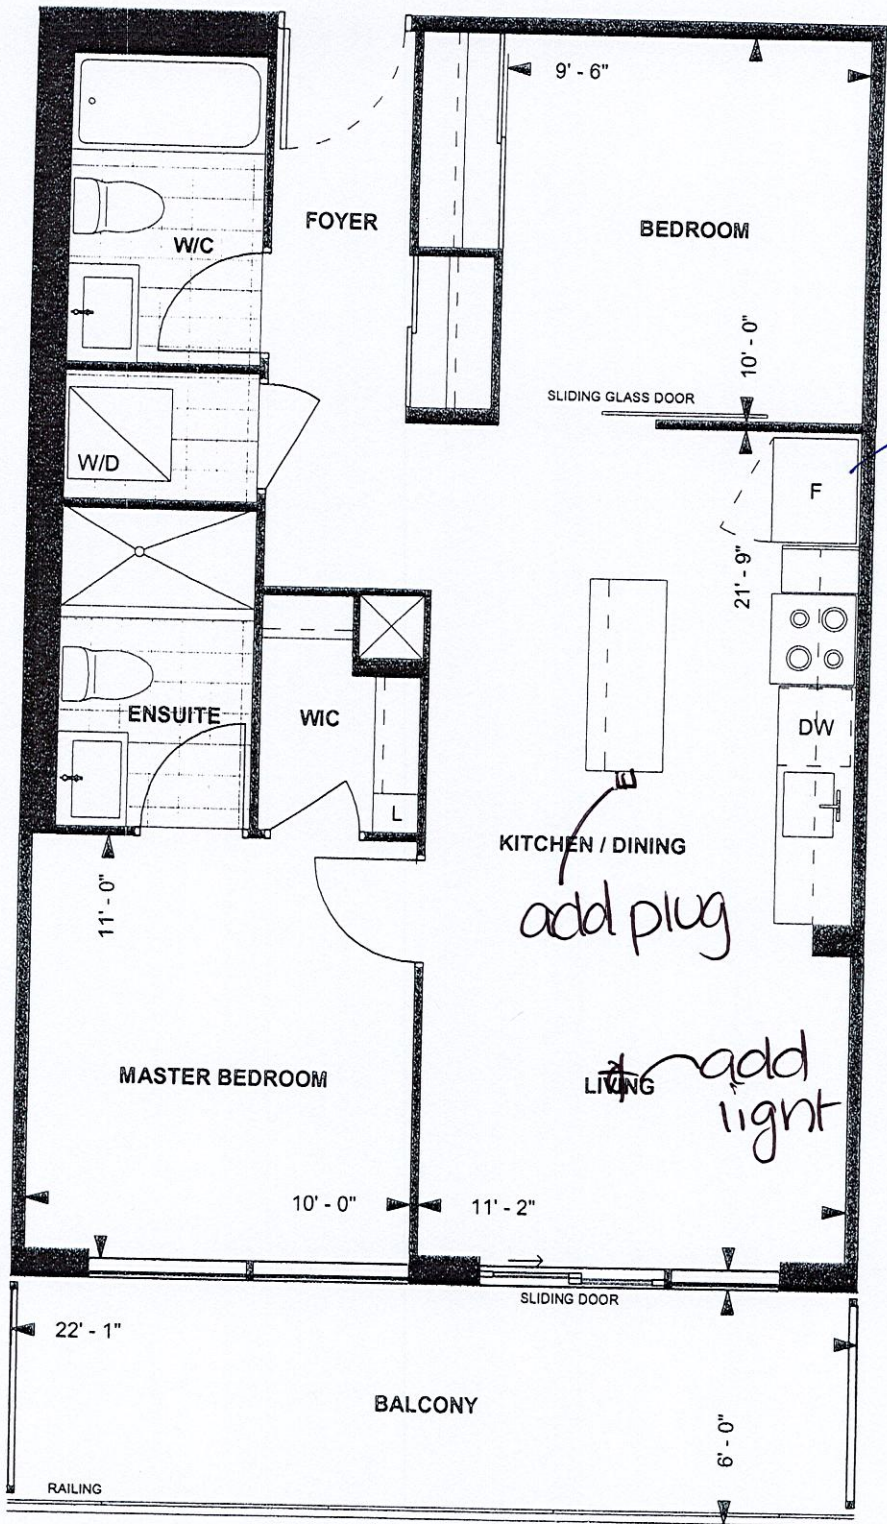 9' - 6"
FOYER
BEDROOM
W/C
10' - 0"
SLIDING GLASS DOOR
W/D
F
21' - 9"
ENSUITE
WIC
DW
L
KITCHEN / DINING
11' - 0"
add plug
MASTER BEDROOM
LIVING
add
light
10' - 0"
11' - 2"
SLIDING DOOR
22' - 1"
BALCONY
6' - 0"
RAILING